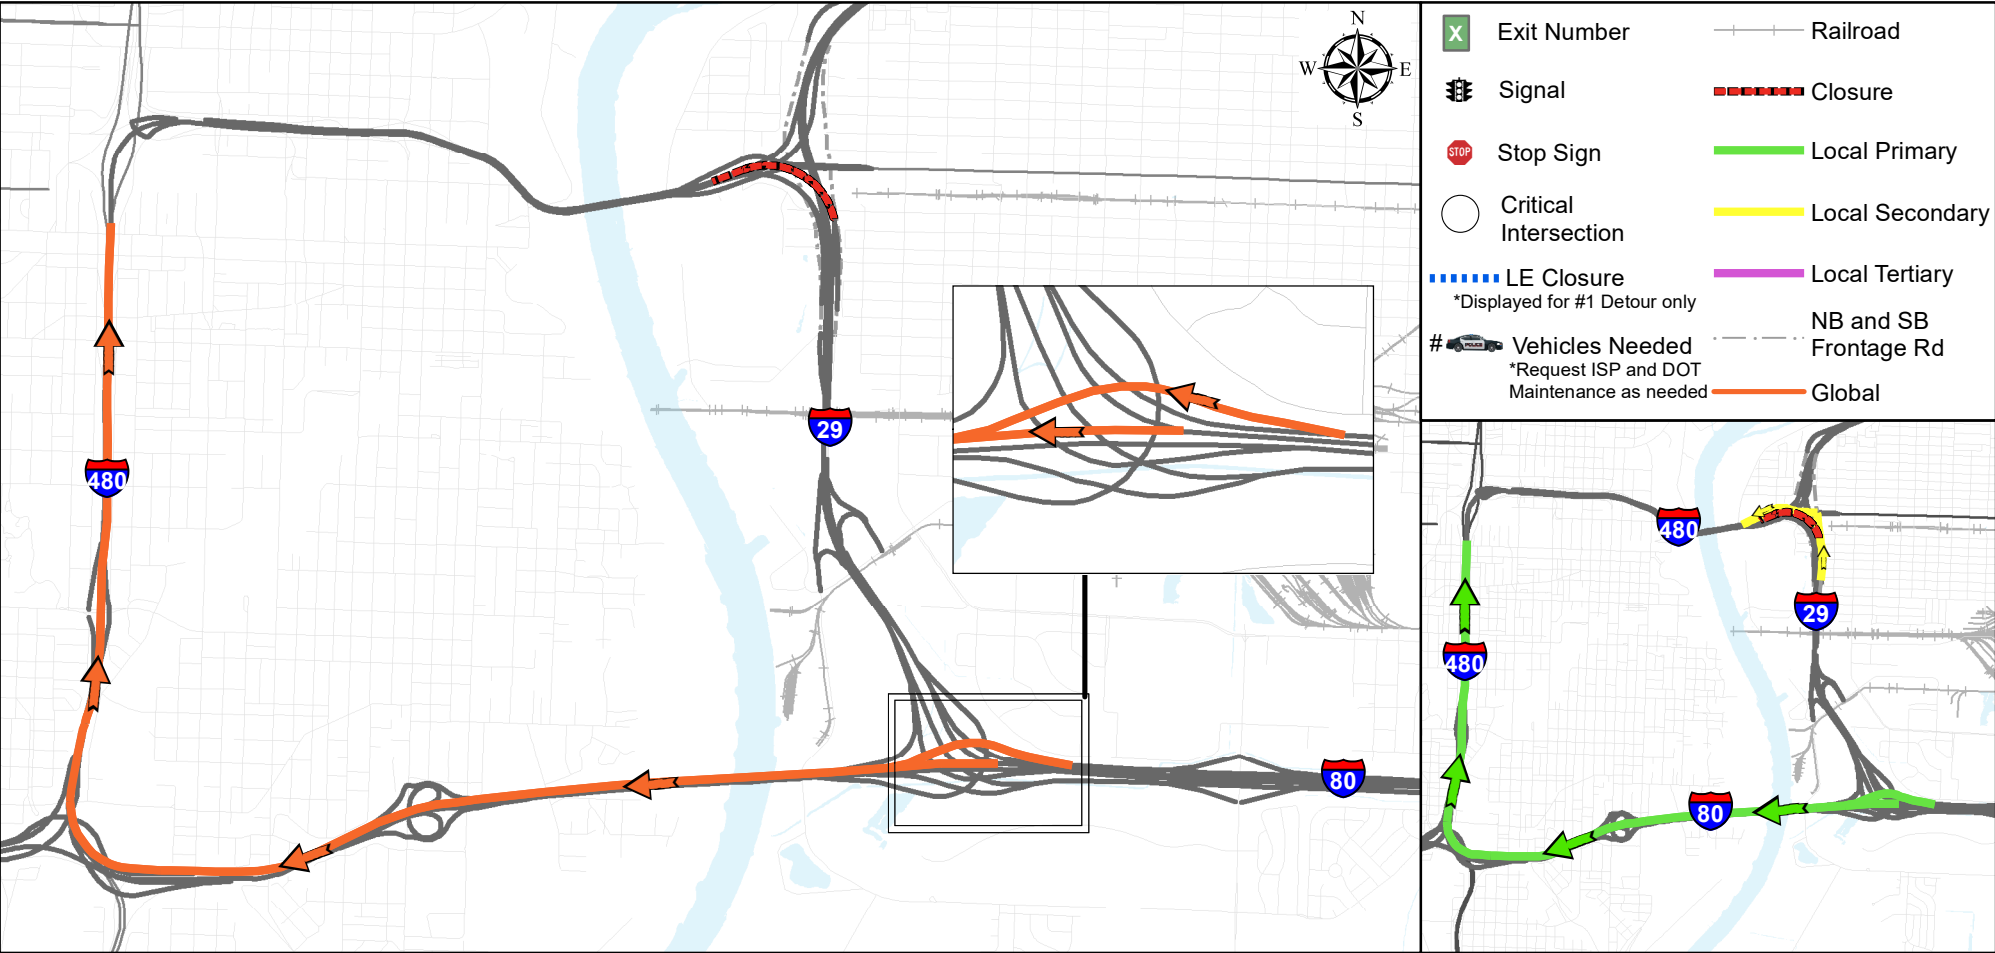 N
W E
S
29
480
80
X Exit Number
Signal
STOP Stop Sign
Critical
Intersection
LE Closure
*Displayed for #1 Detour only
# POLICE Vehicles Needed
*Request ISP and DOT
Maintenance as needed
Railroad
Closure
Local Primary
Local Secondary
Local Tertiary
NB and SB
Frontage Rd
Global
480
29
480
80